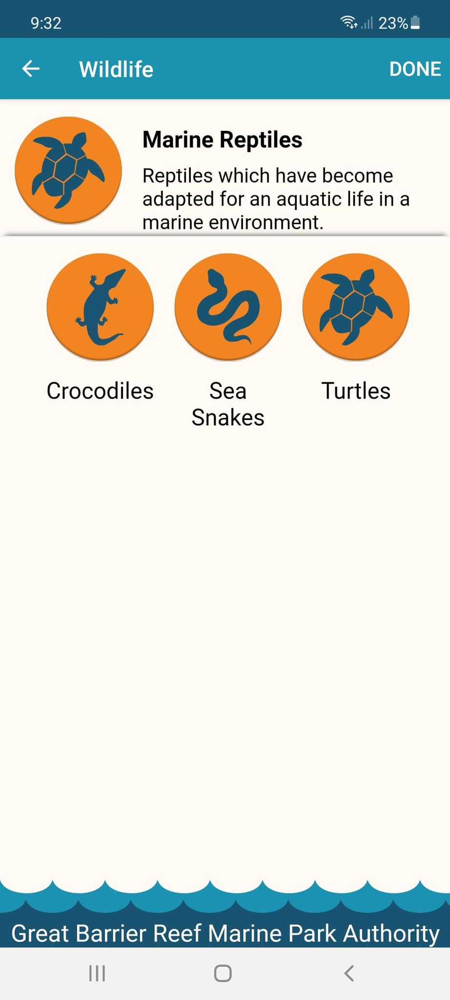 9:32
23%
Wildlife
DONE
Marine Reptiles
Reptiles which have become
adapted for an aquatic life in a
marine environment.
Crocodiles
Sea
Snakes
Turtles
Great Barrier Reef Marine Park Authority